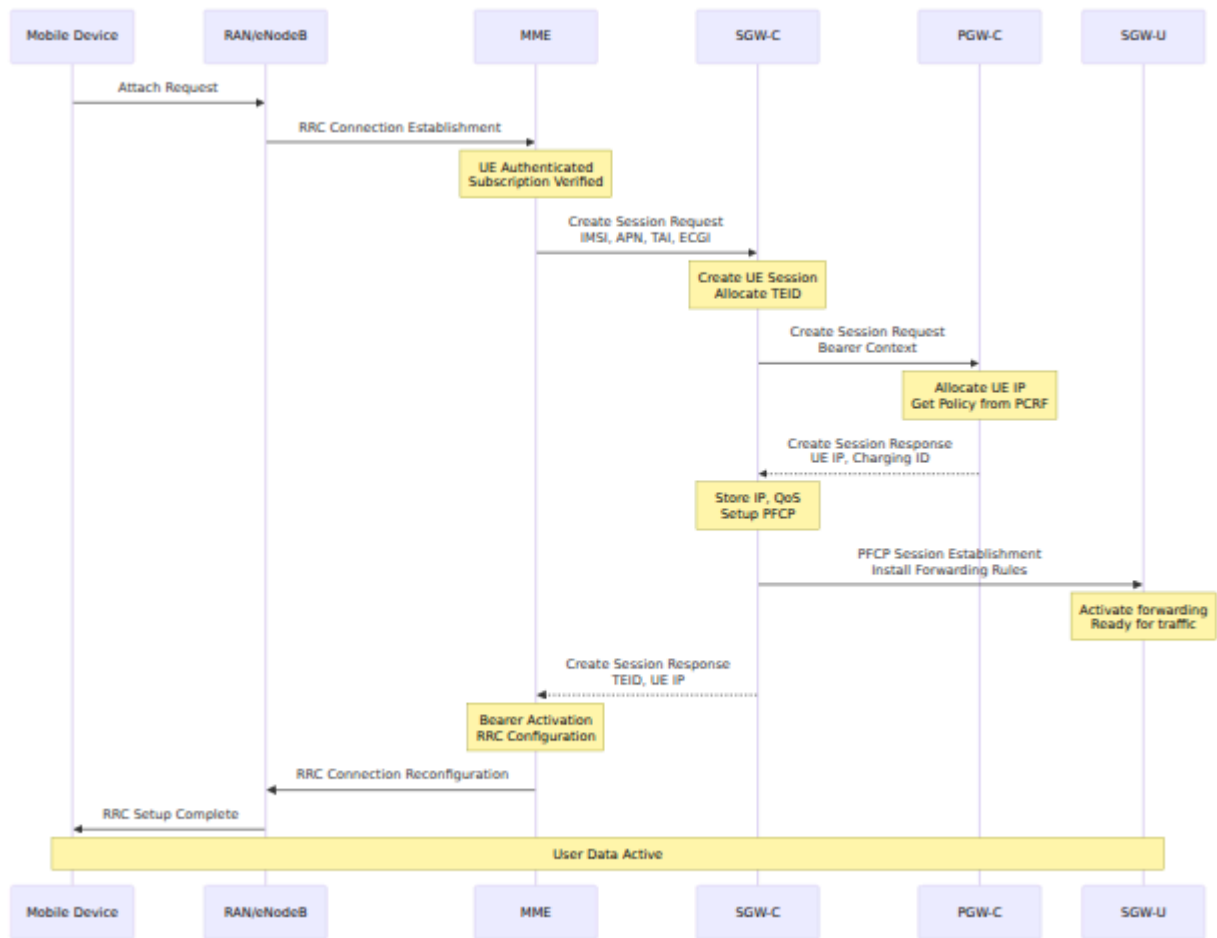 Mobile Device
RAN/eNodeB
MME
SGW-C
PGW-C
SGW-U
Attach Request
RRC Connection Establishment
UE Authenticated
Subscription Verified
Create Session Request
IMSI, APN, TAI, ECGI
Create UE Session
Allocate TEID
Create Session Request
Bearer Context
Allocate UE IP
Get Policy from PCRF
Create Session Response
UE IP, Charging ID
Store IP, QoS
Setup PFCP
PFCP Session Establishment
Install Forwarding Rules
Activate forwarding
Ready for traffic
Create Session Response
TEID, UE IP
Bearer Activation
RRC Configuration
RRC Connection Reconfiguration
RRC Setup Complete
User Data Active
Mobile Device
RAN/eNodeB
MME
SGW-C
PGW-C
SGW-U